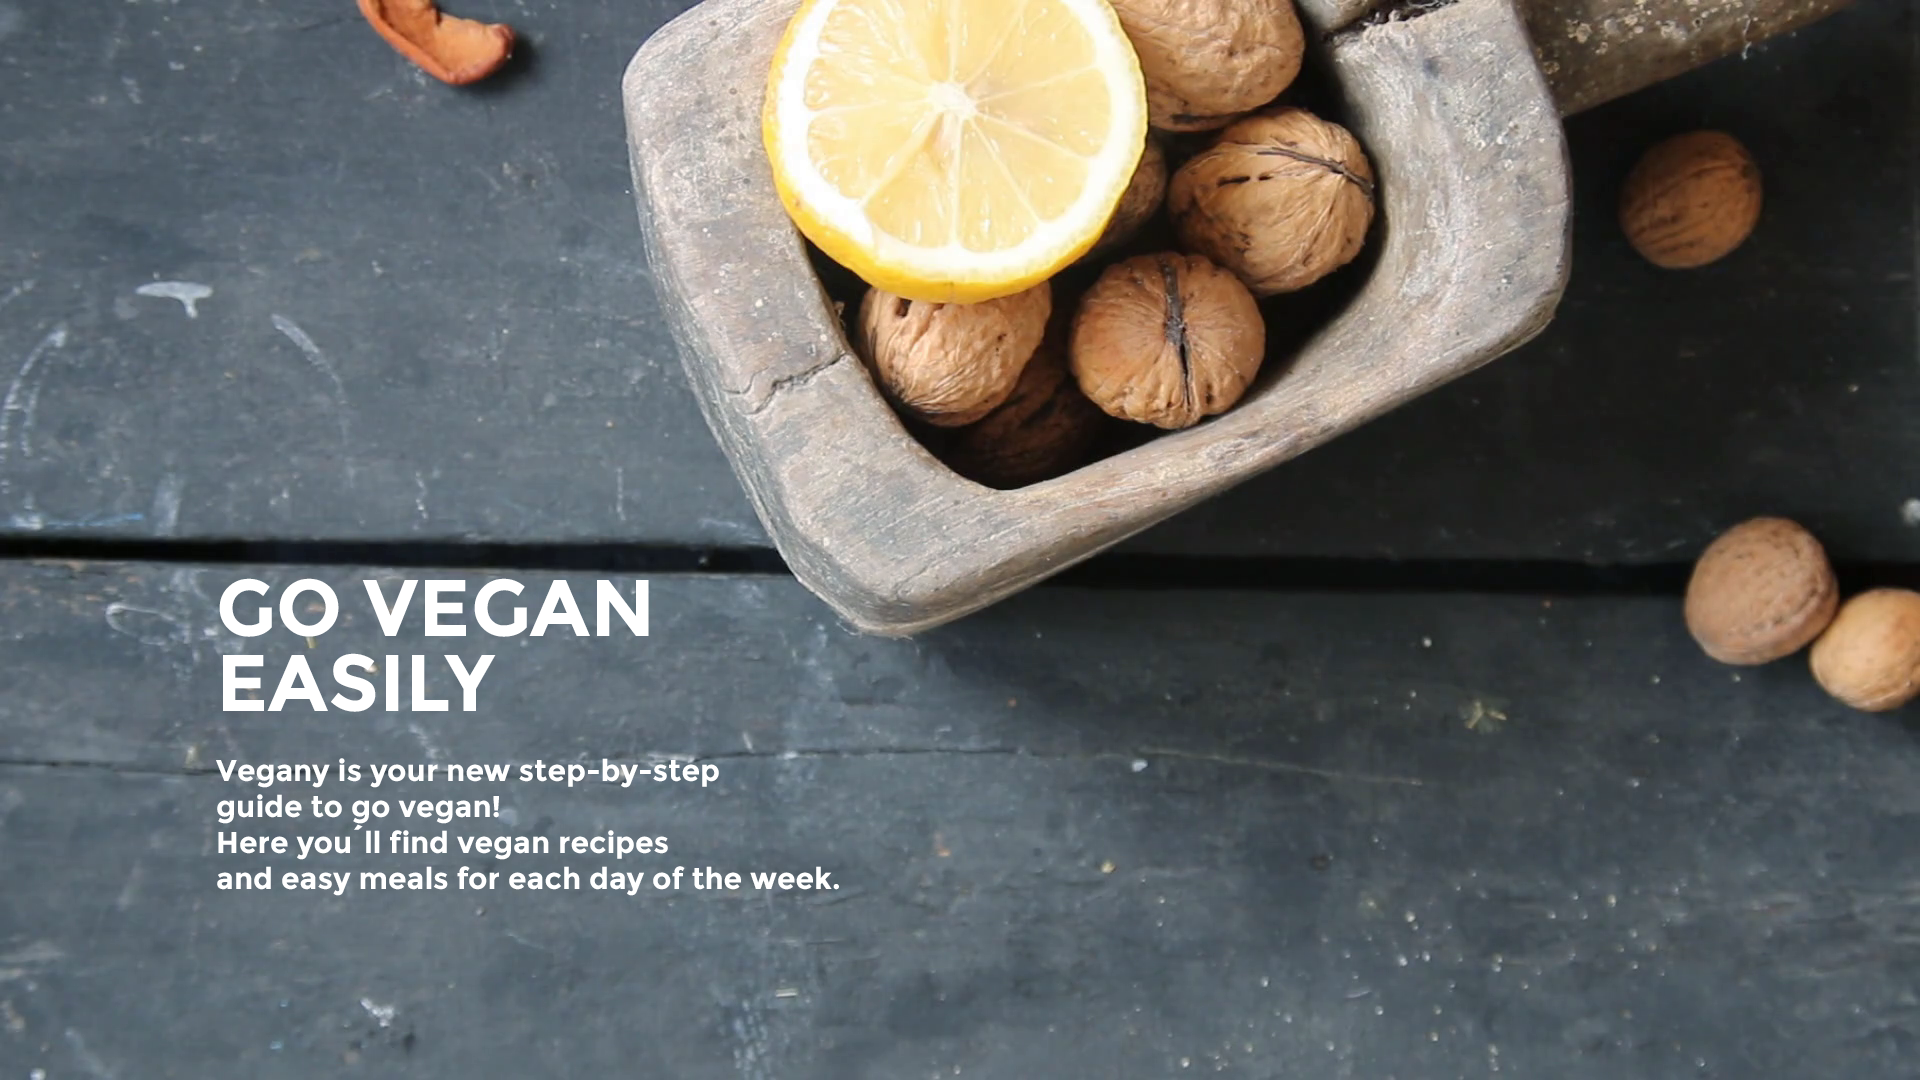 GO VEGAN
EASILY
Vegany is your new step-by-step
guide to go vegan!
Here you´ll find vegan recipes
and easy meals for each day of the week.